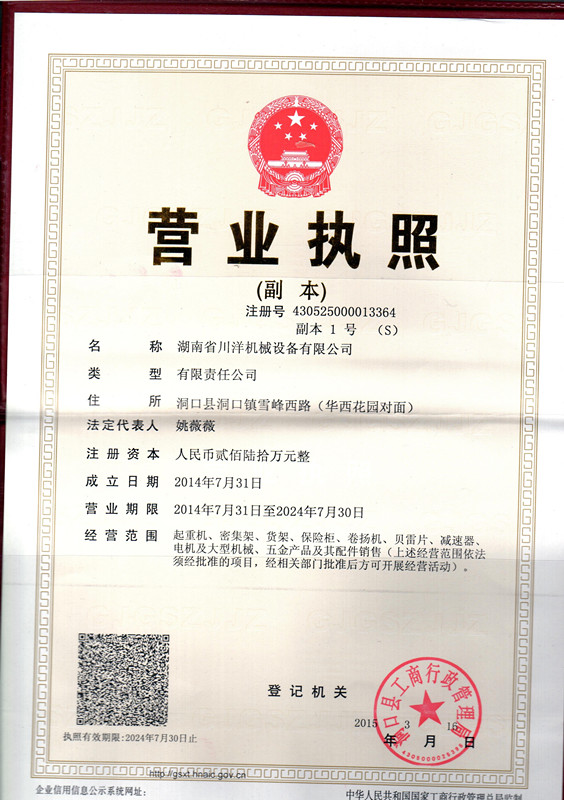 营业执照
(副 本)
注册号 430525000013364
副本 1 号 （S）
名 称 湖南省川洋机械设备有限公司
类 型 有限责任公司
住 所 洞口县洞口镇雪峰西路（华西花园对面）
法定代表人 姚薇薇
注册资本 人民币贰佰陆拾万元整
成立日期 2014年7月31日
营业期限 2014年7月31日至2024年7月30日
经营范围 起重机、密集架、货架、保险柜、卷扬机、贝雷片、减速器、
电机及大型机械、五金产品及其配件销售（上述经营范围依法
须经批准的项目，经相关部门批准后方可开展经营活动）。
登记机关
洞口县工商行政管理局
2015 3
年 月 日
执照有效期限:2024年7月30日止
http://gsxt.hnaic.gov.cn
企业信用信息公示系统网址：
中华人民共和国国家工商行政管理总局监制